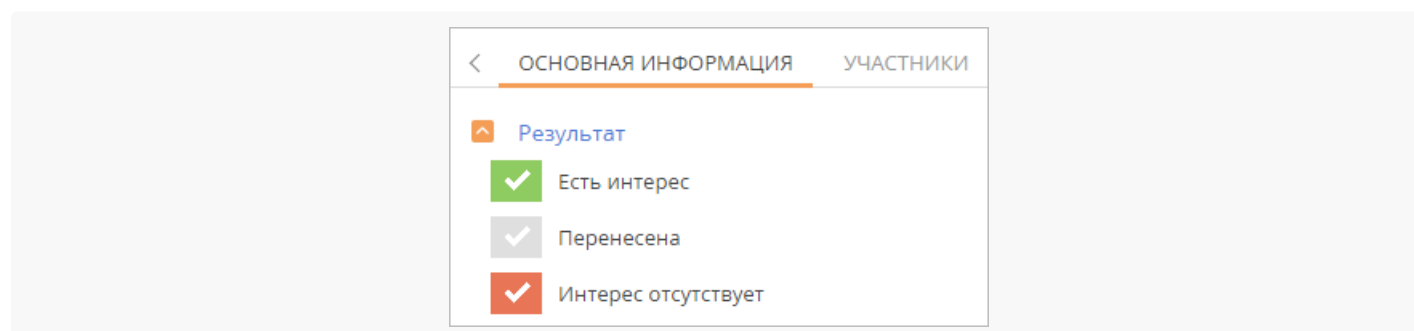 ОСНОВНАЯ ИНФОРМАЦИЯ УЧАСТНИКИ
Результат
Есть интерес
Перенесена
Интерес отсутствует